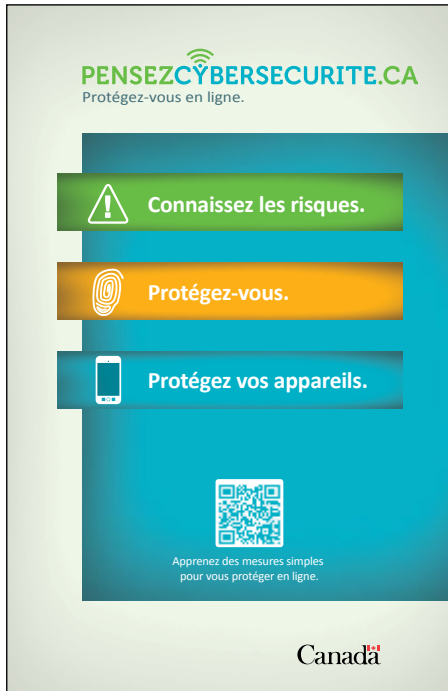 PENSEZCYBERSECURITE.CA
Protégez-vous en ligne.
Connaissez les risques.
Protégez-vous.
Protégez vos appareils.
Apprenez des mesures simples
pour vous protéger en ligne.
Canada